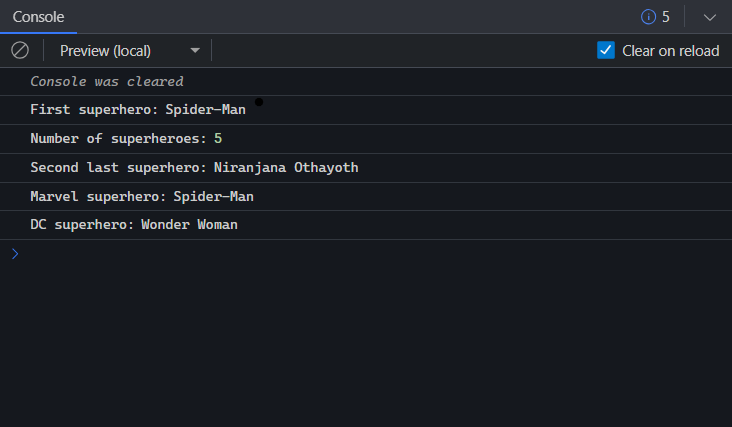 Console
5
Preview (local)
Clear on reload
Console was cleared
First superhero: Spider-Man
Number of superheroes: 5
Second last superhero: Niranjana Othayoth
Marvel superhero: Spider-Man
DC superhero: Wonder Woman